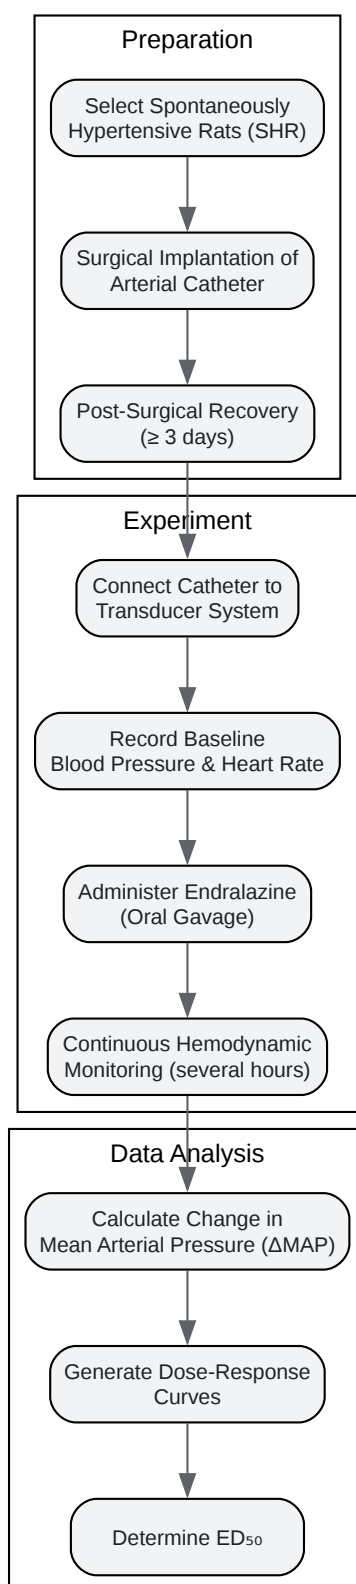 Preparation
Select Spontaneously
Hypertensive Rats (SHR)
Surgical Implantation of
Arterial Catheter
Post-Surgical Recovery
(≥ 3 days)
Experiment
Connect Catheter to
Transducer System
Record Baseline
Blood Pressure & Heart Rate
Administer Endralazine
(Oral Gavage)
Continuous Hemodynamic
Monitoring (several hours)
Data Analysis
Calculate Change in
Mean Arterial Pressure (ΔMAP)
Generate Dose-Response
Curves
Determine ED₅₀